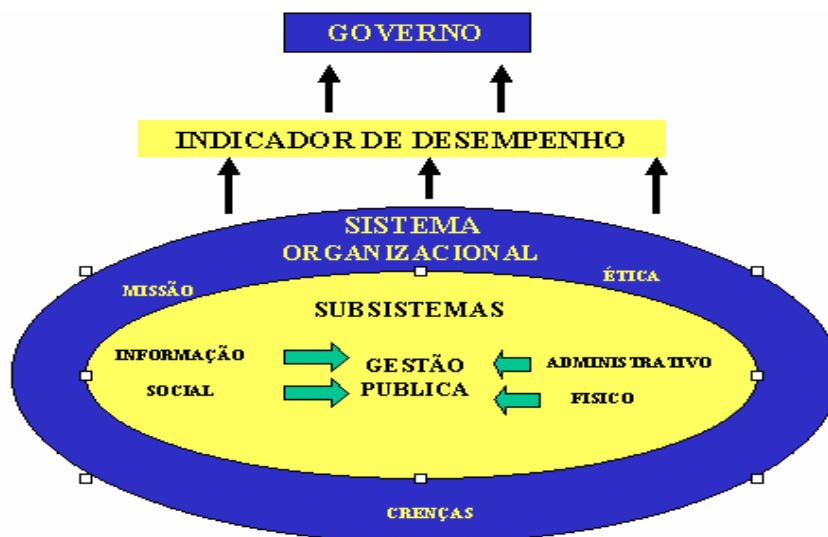 GOVERNO
INDICADOR DE DESEMPENHO
SISTEMA
ORGANIZACIONAL
MISSÃO
ÉTICA
SUBSISTEMAS
INFORMAÇÃO
SOCIAL
GESTÃO
PUBLICA
ADMINISTRATIVO
FISICO
CRENÇAS